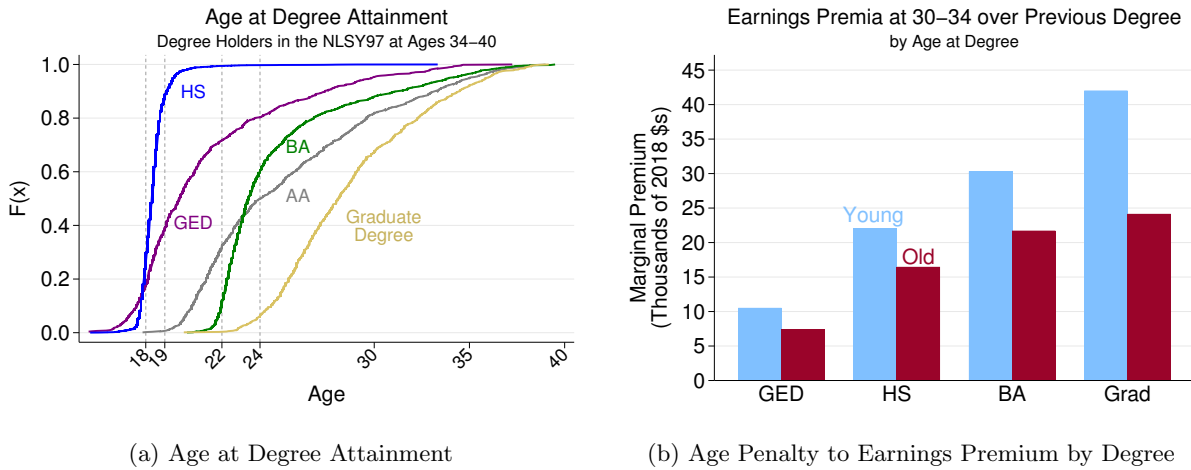 Age at Degree Attainment
Degree Holders in the NLSY97 at Ages 34−40
F(x)
1.0
0.8
0.6
0.4
0.2
0.0
HS
GED
BA
AA
Graduate
Degree
18
19
22
24
30
35
40
Age
(a) Age at Degree Attainment
Earnings Premia at 30−34 over Previous Degree
by Age at Degree
Marginal Premium
(Thousands of 2018 $s)
45
40
35
30
25
20
15
10
5
0
Young
Old
GED
HS
BA
Grad
(b) Age Penalty to Earnings Premium by Degree